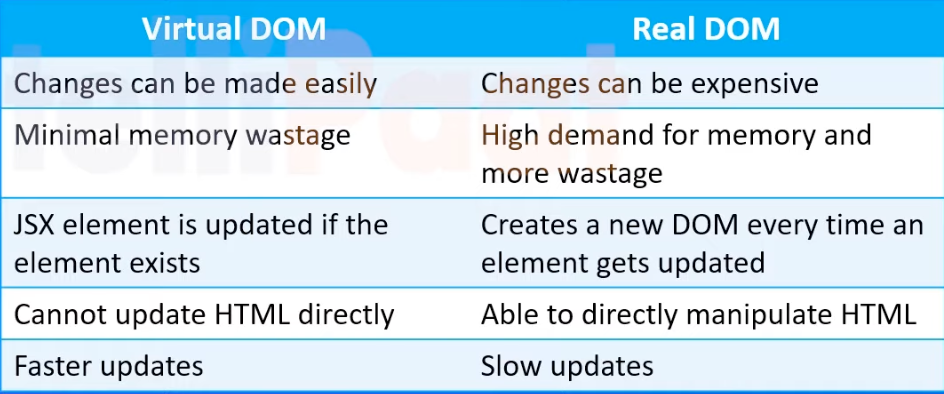 Virtual DOM Real DOM
Changes can be made easily Changes can be expensive
Minimal memory wastage High demand for memory and
more wastage
JSX element is updated if the Creates a new DOM every time an
element exists element gets updated
Cannot update HTML directly Able to directly manipulate HTML
Faster updates Slow updates